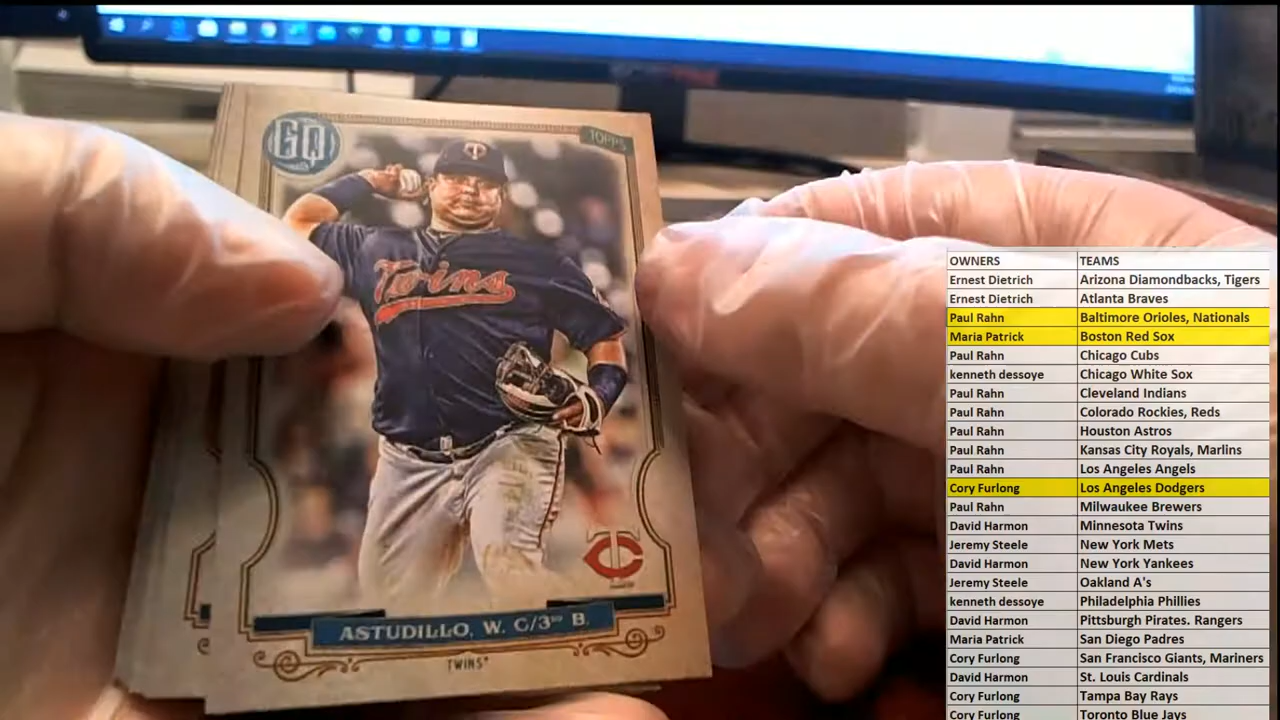 GQ
TOPPS
T
Twins
TC
ASTUDILLO, W. C/3RD B.
TWINS
OWNERS TEAMS
Ernest Dietrich Arizona Diamondbacks, Tigers
Ernest Dietrich Atlanta Braves
Paul Rahn Baltimore Orioles, Nationals
Maria Patrick Boston Red Sox
Paul Rahn Chicago Cubs
kenneth dessoye Chicago White Sox
Paul Rahn Cleveland Indians
Paul Rahn Colorado Rockies, Reds
Paul Rahn Houston Astros
Paul Rahn Kansas City Royals, Marlins
Paul Rahn Los Angeles Angels
Cory Furlong Los Angeles Dodgers
Paul Rahn Milwaukee Brewers
David Harmon Minnesota Twins
Jeremy Steele New York Mets
David Harmon New York Yankees
Jeremy Steele Oakland A's
kenneth dessoye Philadelphia Phillies
David Harmon Pittsburgh Pirates. Rangers
Maria Patrick San Diego Padres
Cory Furlong San Francisco Giants, Mariners
David Harmon St. Louis Cardinals
Cory Furlong Tampa Bay Rays
Cory Furlong Toronto Blue Jays